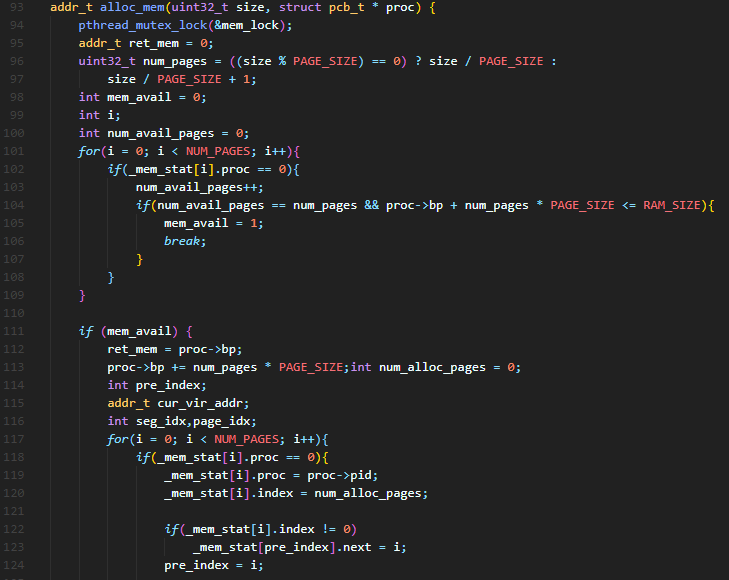 93 addr_t alloc_mem(uint32_t size, struct pcb_t * proc) {
94 pthread_mutex_lock(&mem_lock);
95 addr_t ret_mem = 0;
96 uint32_t num_pages = ((size % PAGE_SIZE) == 0) ? size / PAGE_SIZE :
97 size / PAGE_SIZE + 1;
98 int mem_avail = 0;
99 int i;
100 int num_avail_pages = 0;
101 for(i = 0; i < NUM_PAGES; i++){
102 if(_mem_stat[i].proc == 0){
103 num_avail_pages++;
104 if(num_avail_pages == num_pages && proc->bp + num_pages * PAGE_SIZE <= RAM_SIZE){
105 mem_avail = 1;
106 break;
107 }
108 }
109 }
110
111 if (mem_avail) {
112 ret_mem = proc->bp;
113 proc->bp += num_pages * PAGE_SIZE;int num_alloc_pages = 0;
114 int pre_index;
115 addr_t cur_vir_addr;
116 int seg_idx,page_idx;
117 for(i = 0; i < NUM_PAGES; i++){
118 if(_mem_stat[i].proc == 0){
119 _mem_stat[i].proc = proc->pid;
120 _mem_stat[i].index = num_alloc_pages;
121
122 if(_mem_stat[i].index != 0)
123 _mem_stat[pre_index].next = i;
124 pre_index = i;